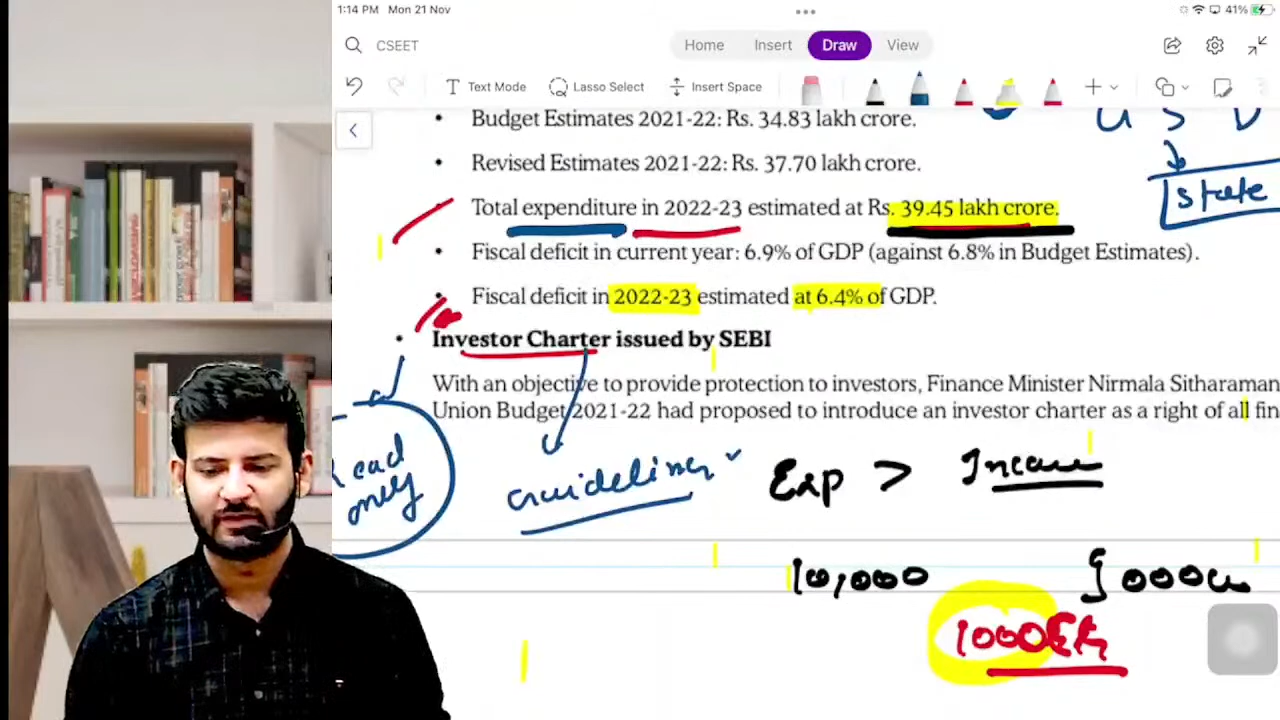 1:14 PM Mon 21 Nov
41%
CSEET
Home Insert Draw View
Text Mode Lasso Select Insert Space
• Budget Estimates 2021-22: Rs. 34.83 lakh crore.
• Revised Estimates 2021-22: Rs. 37.70 lakh crore.
state
• Total expenditure in 2022-23 estimated at Rs. 39.45 lakh crore.
• Fiscal deficit in current year: 6.9% of GDP (against 6.8% in Budget Estimates).
• Fiscal deficit in 2022-23 estimated at 6.4% of GDP.
• Investor Charter issued by SEBI
With an objective to provide protection to investors, Finance Minister Nirmala Sitharaman
Union Budget 2021-22 had proposed to introduce an investor charter as a right of all fin
Exp >
10,000